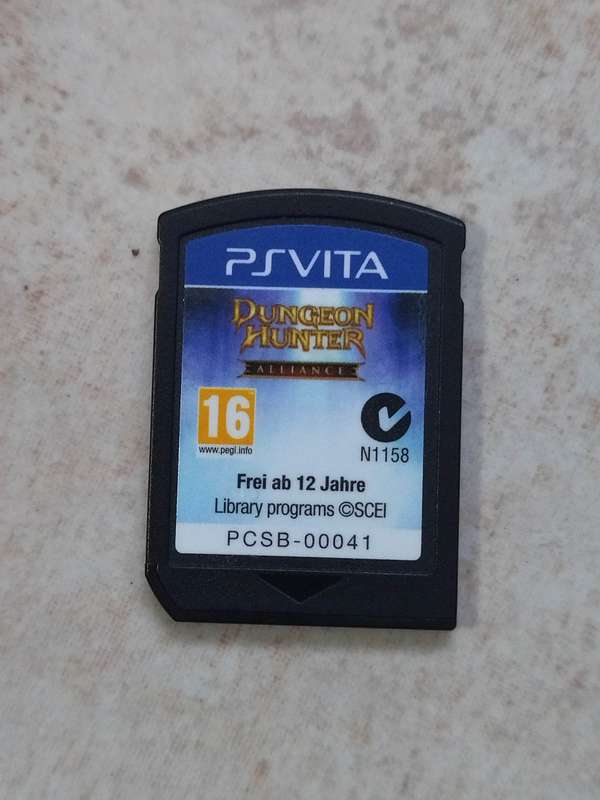 PSVITA
DUNGEON
HUNTER
ALLIANCE
16
www.pegi.info
N1158
Frei ab 12 Jahre
Library programs ©SCEI
PCSB-00041